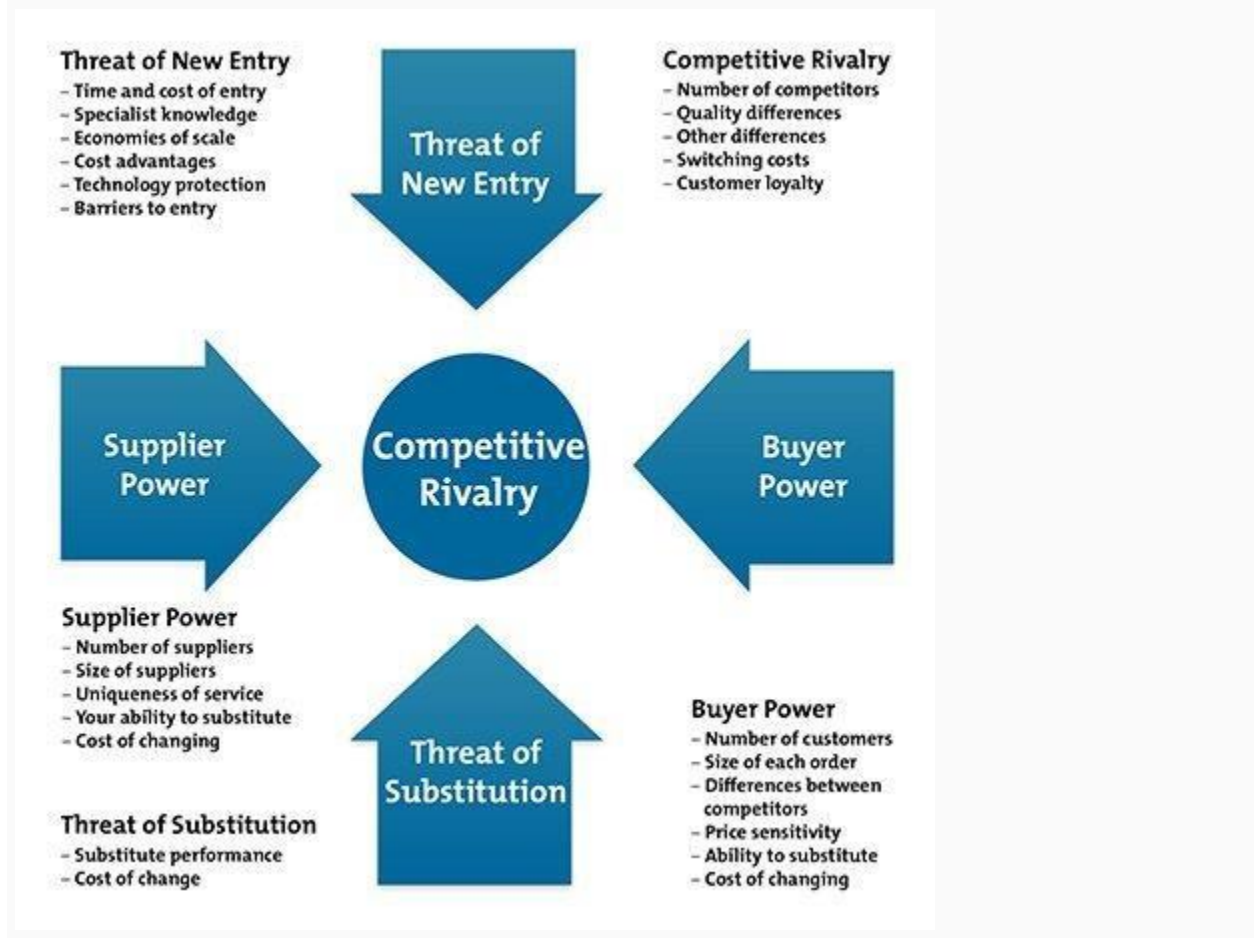 Threat of New Entry
– Time and cost of entry
– Specialist knowledge
– Economies of scale
– Cost advantages
– Technology protection
– Barriers to entry
Threat of
New Entry
Competitive Rivalry
– Number of competitors
– Quality differences
– Other differences
– Switching costs
– Customer loyalty
Supplier
Power
Competitive
Rivalry
Buyer
Power
Supplier Power
– Number of suppliers
– Size of suppliers
– Uniqueness of service
– Your ability to substitute
– Cost of changing
Threat of Substitution
– Substitute performance
– Cost of change
Threat of
Substitution
Buyer Power
– Number of customers
– Size of each order
– Differences between
competitors
– Price sensitivity
– Ability to substitute
– Cost of changing